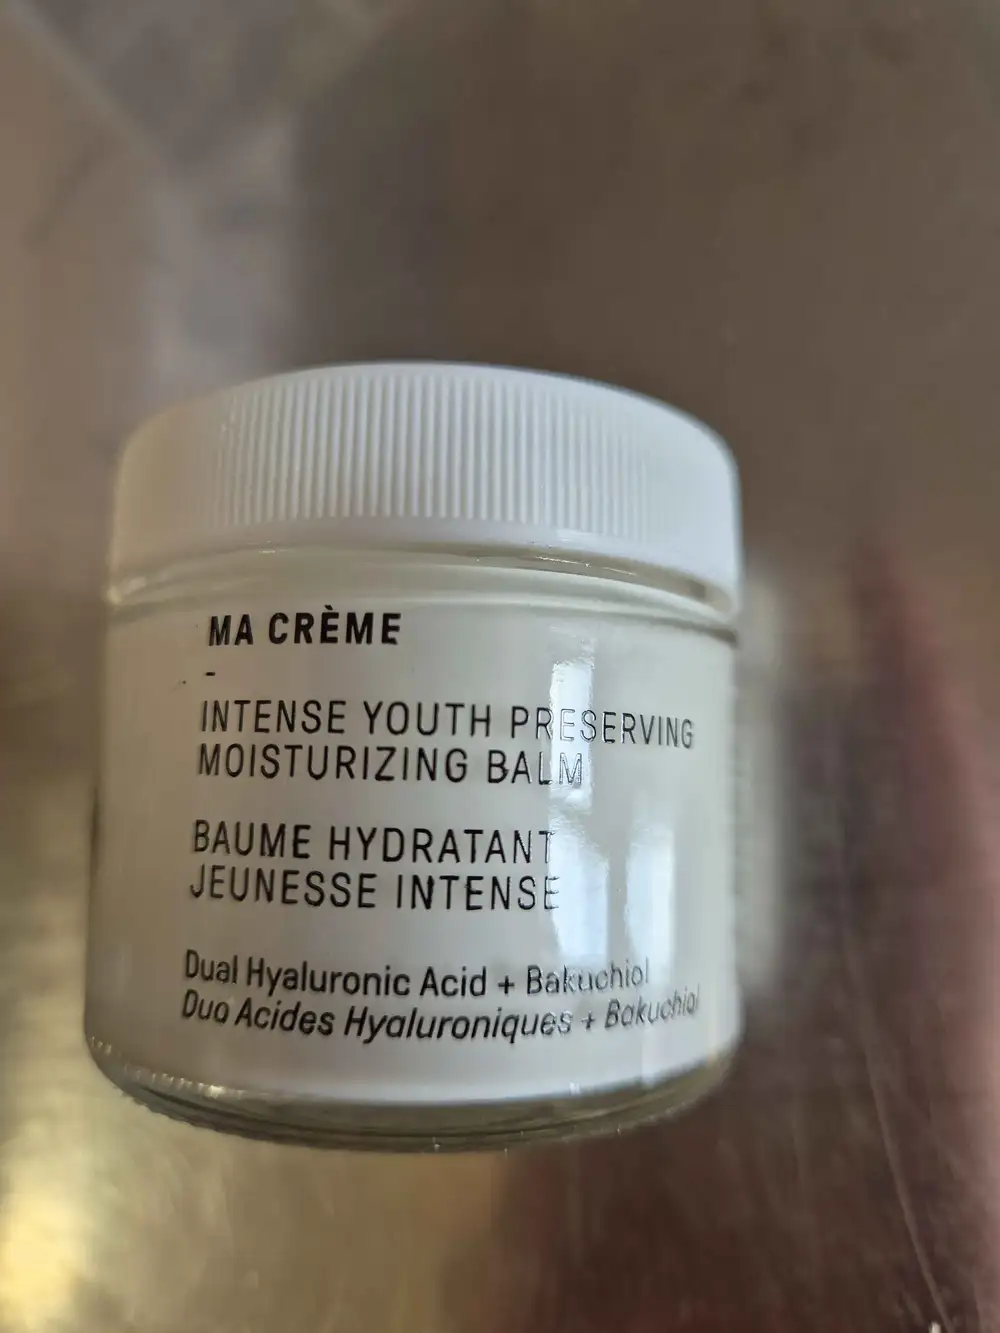 MA CRÈME
-
INTENSE YOUTH PRESERVING
MOISTURIZING BALM
BAUME HYDRATANT
JEUNESSE INTENSE
Dual Hyaluronic Acid + Bakuchiol
Duo Acides Hyaluroniques + Bakuchiol